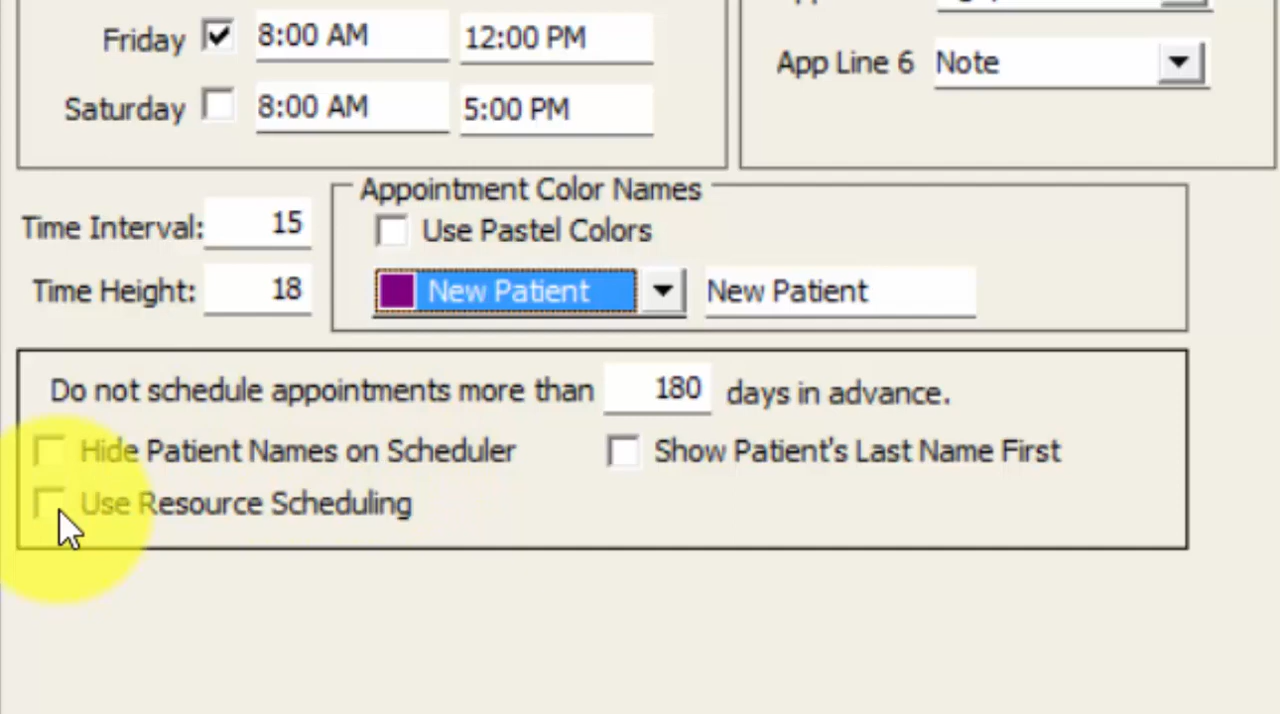 Friday 8:00 AM 12:00 PM
App Line 6 Note
Saturday 8:00 AM 5:00 PM
Appointment Color Names
Time Interval: 15
Use Pastel Colors
Time Height: 18
New Patient New Patient
Do not schedule appointments more than 180 days in advance.
Hide Patient Names on Scheduler Show Patient's Last Name First
Use Resource Scheduling